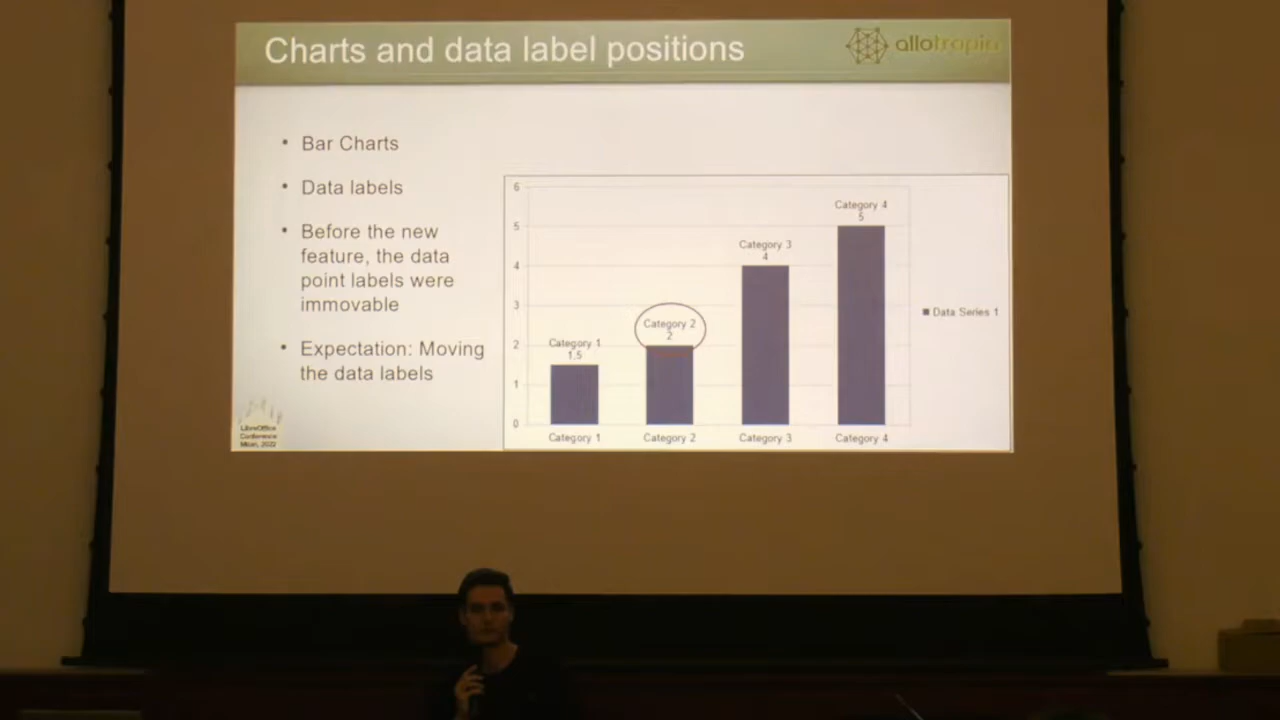 Charts and data label positions
allotropia
• Bar Charts
• Data labels
• Before the new
feature, the data
point labels were
immovable
• Expectation: Moving
the data labels
6
5
4
3
2
1
0
Category 1
1.5
Category 2
2
Category 3
4
Category 4
5
Category 1
Category 2
Category 3
Category 4
Data Series 1
LibreOffice
Conference
Milan, 2022